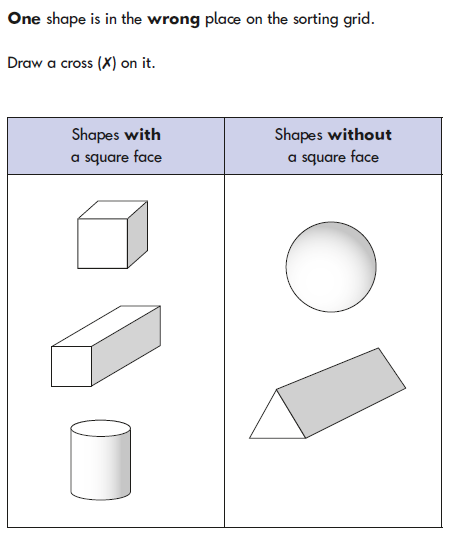 One shape is in the wrong place on the sorting grid.
Draw a cross (✗) on it.
Shapes with
a square face
Shapes without
a square face